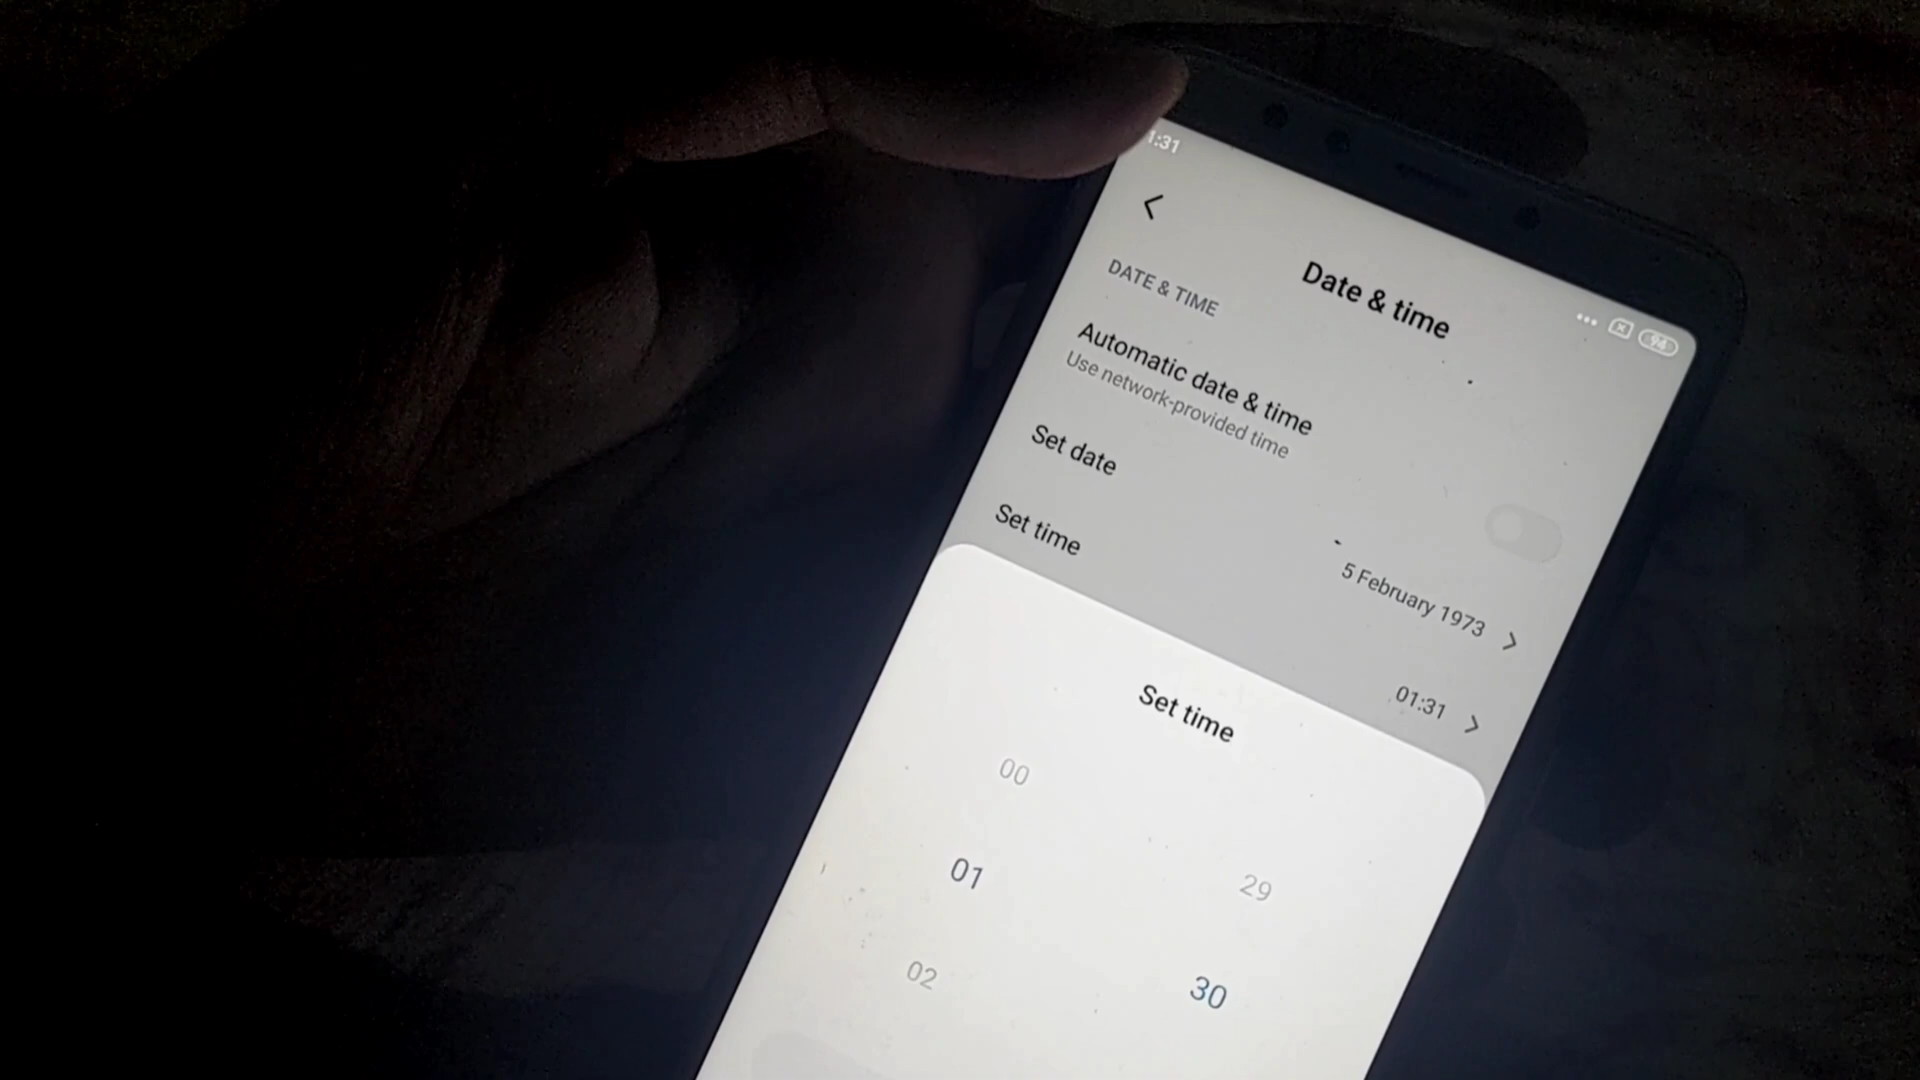 1:31
94
Date & time
DATE & TIME
Automatic date & time
Use network-provided time
Set date
5 February 1973
Set time
01:31
Set time
00
01 29
02 30